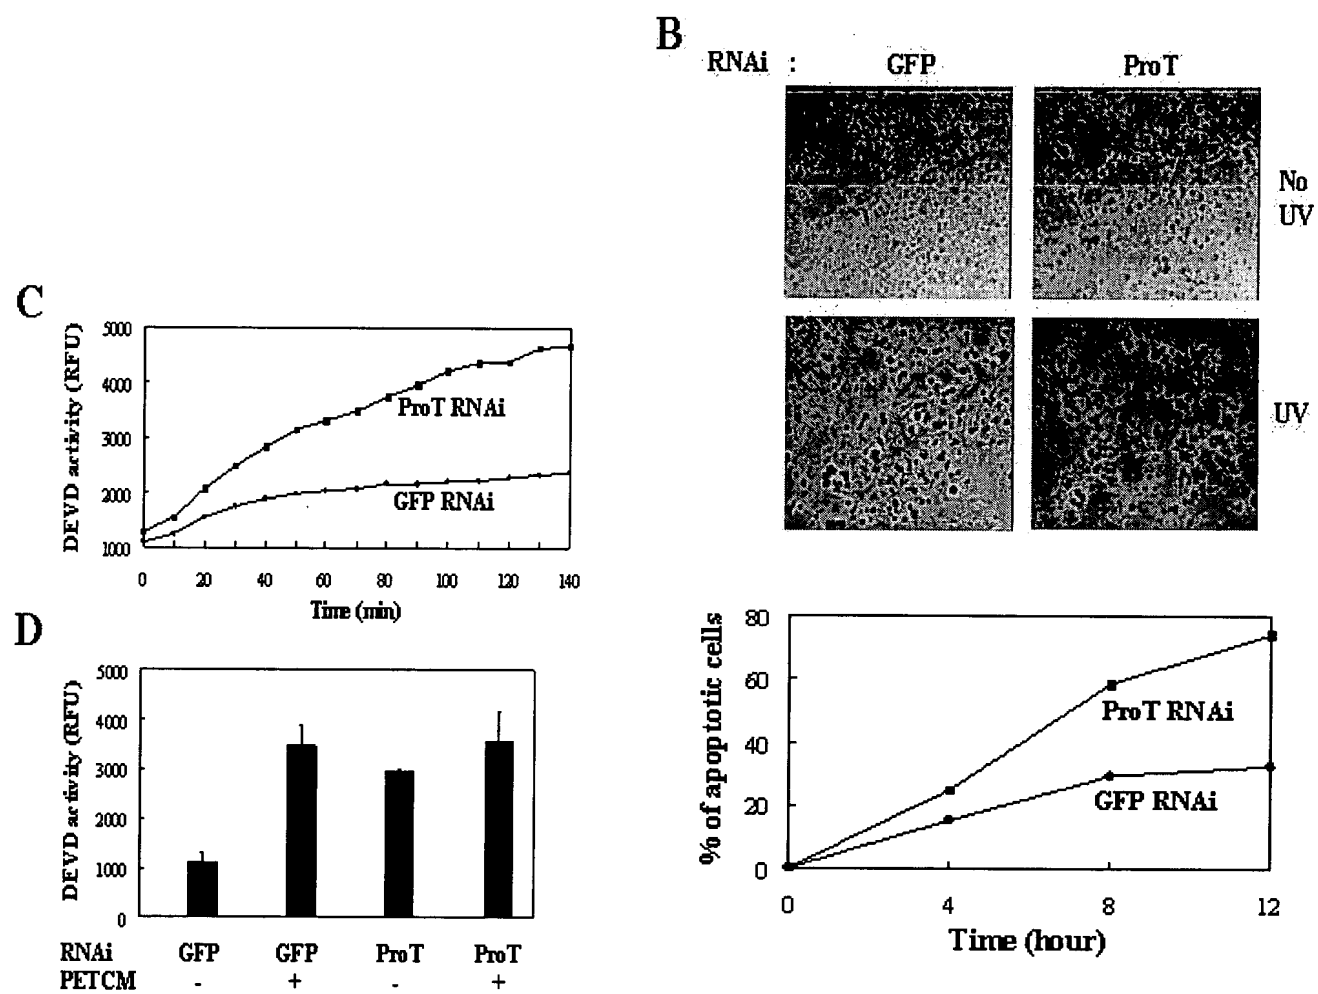 B
RNAi : GFP ProT
No
UV
UV
C
DEVD activity (RFU)
5000
4000
3000
2000
1000
ProT RNAi
GFP RNAi
0 20 40 60 80 100 120 140
Time (min)
D
DEVD activity (RFU)
5000
4000
3000
2000
1000
0
RNAi GFP GFP ProT ProT
PETCM - + - +
% of apoptotic cells
80
60
40
20
0
ProT RNAi
GFP RNAi
0 4 8 12
Time (hour)